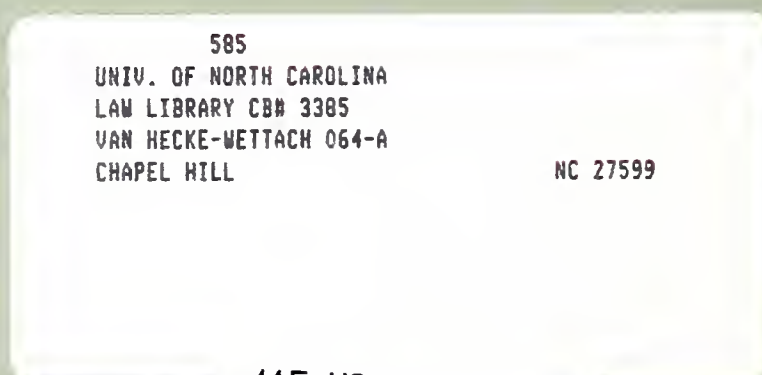 585
UNIV. OF NORTH CAROLINA
LAW LIBRARY CB# 3385
VAN HECKE-WETTACH 064-A
CHAPEL HILL NC 27599